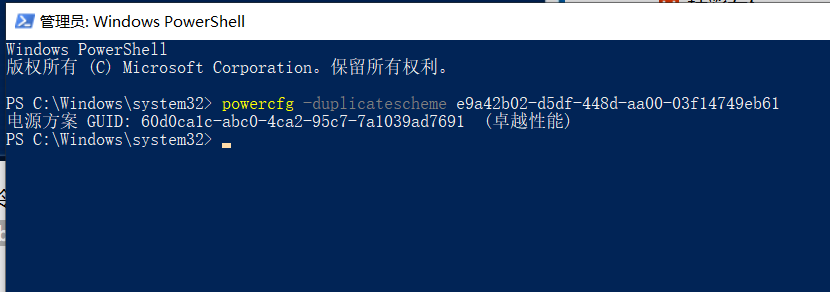 管理员: Windows PowerShell
Windows PowerShell
版权所有 (C) Microsoft Corporation。保留所有权利。
PS C:\Windows\system32> powercfg -duplicatescheme e9a42b02-d5df-448d-aa00-03f14749eb61
电源方案 GUID: 60d0ca1c-abc0-4ca2-95c7-7a1039ad7691  (卓越性能)
PS C:\Windows\system32>